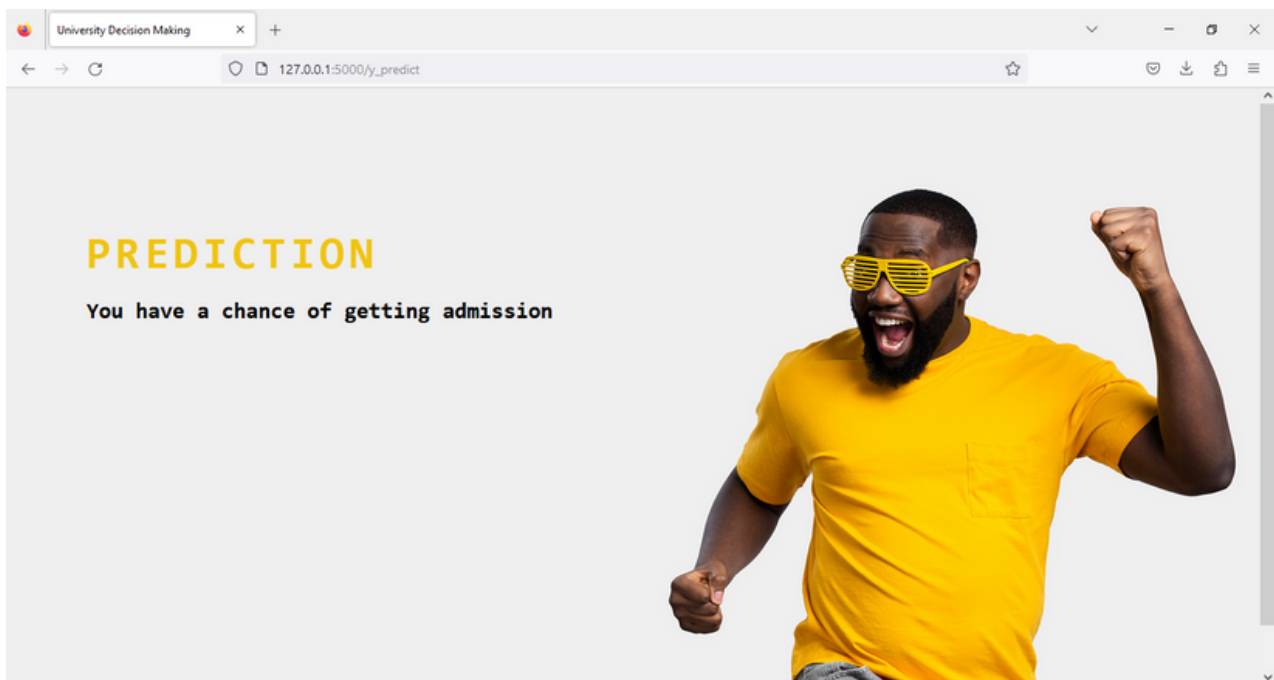 University Decision Making
127.0.0.1:5000/y_predict
PREDICTION
You have a chance of getting admission